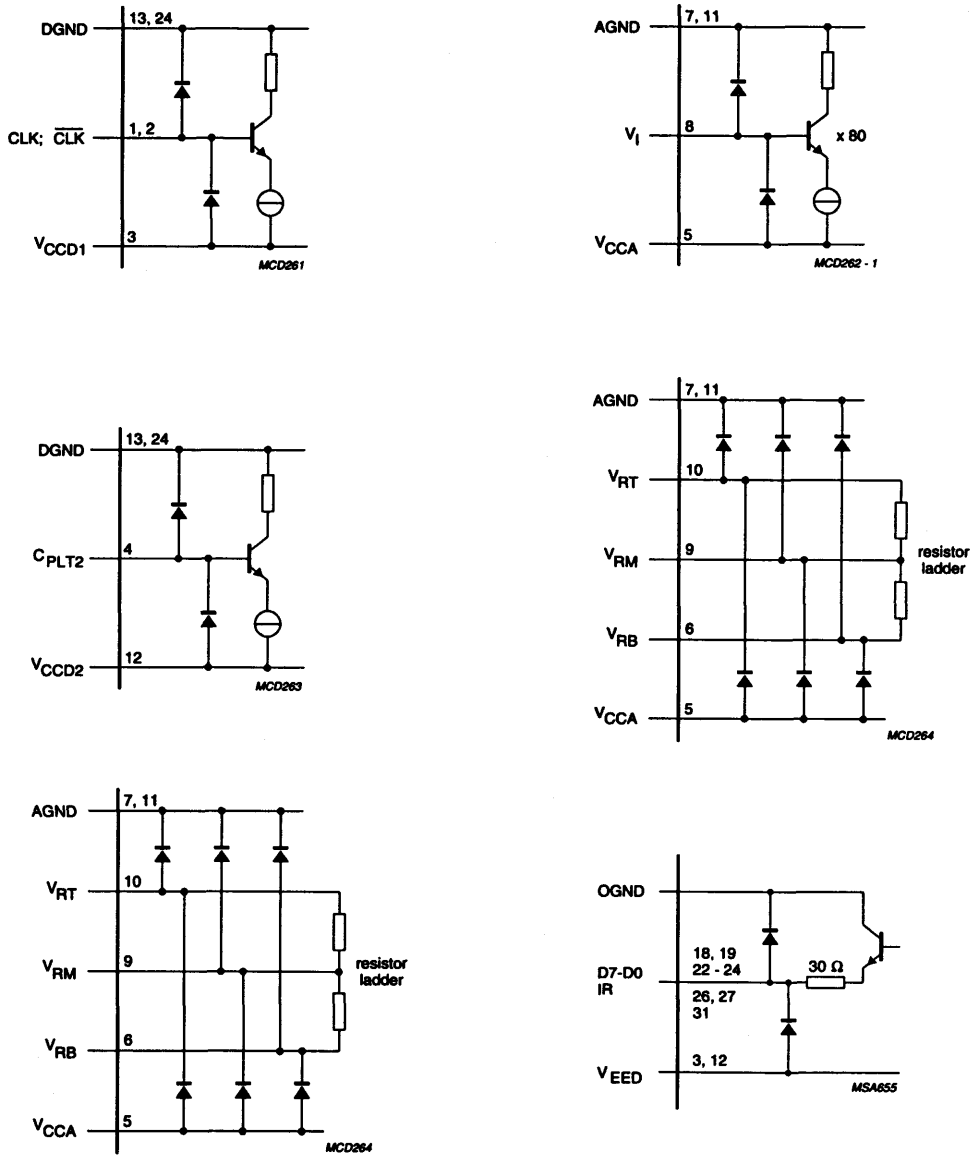 13, 24
DGND
1, 2
CLK; C̅L̅K̅
3
VCCD1
MCD261
7, 11
AGND
8
VI
x 80
5
VCCA
MCD262 - 1
13, 24
DGND
4
CPLT2
12
VCCD2
MCD263
7, 11
AGND
10
VRT
9
VRM
resistor
ladder
6
VRB
5
VCCA
MCD264
7, 11
AGND
10
VRT
9
VRM
resistor
ladder
6
VRB
5
VCCA
MCD264
OGND
18, 19
22 - 24
30 Ω
D7-D0
IR
26, 27
31
3, 12
VEED
MSA655